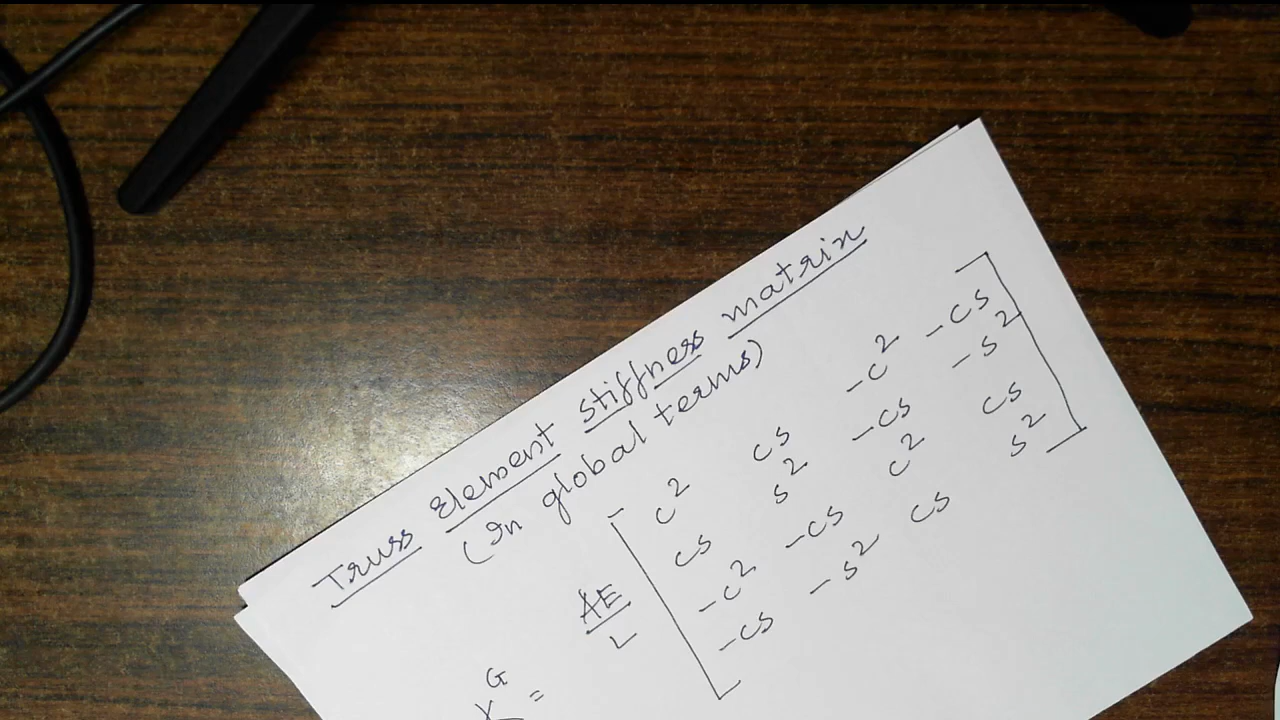 Truss Element stiffness matrix
(In global terms)
K^G = AE/L [ c² cs -c² -cs
cs s² -cs -s²
-c² -cs c² cs
-cs -s² cs s² ]